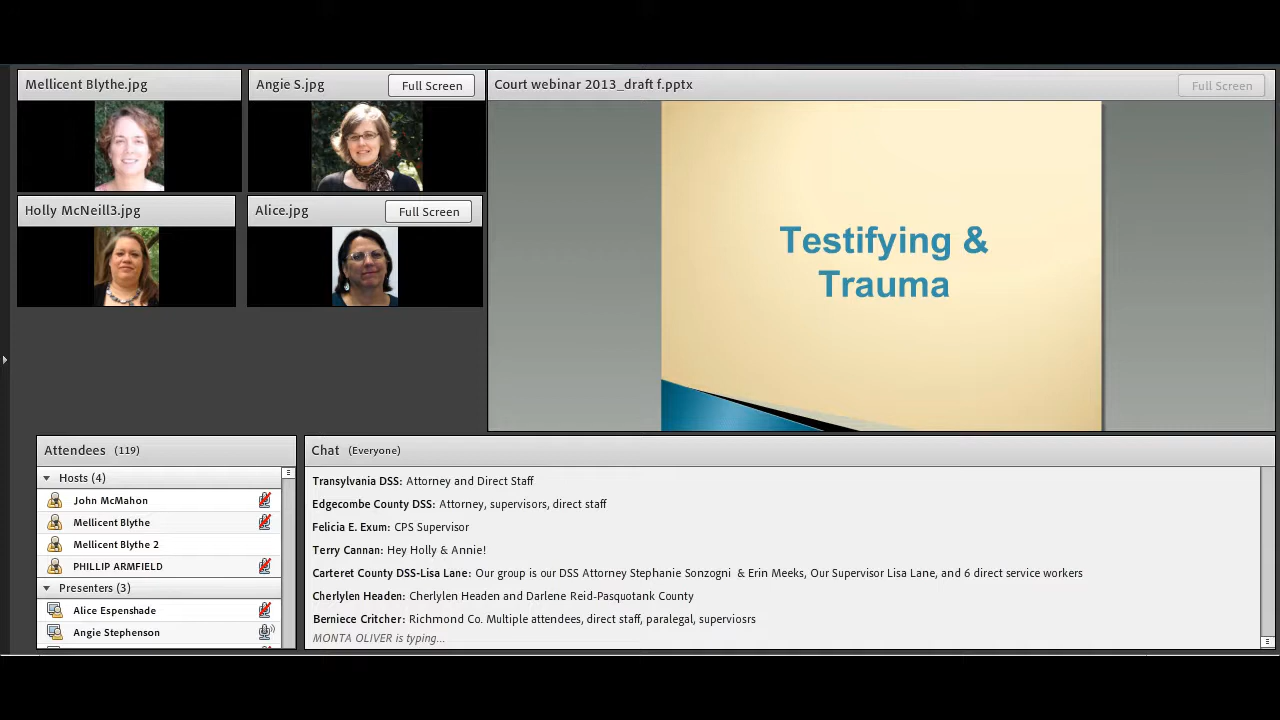 Mellicent Blythe.jpg
Angie S.jpg
Full Screen
Court webinar 2013_draft f.pptx
Full Screen
Holly McNeill3.jpg
Alice.jpg
Full Screen
Testifying &
Trauma
Attendees (119)
Hosts (4)
John McMahon
Mellicent Blythe
Mellicent Blythe 2
PHILLIP ARMFIELD
Presenters (3)
Alice Espenshade
Angie Stephenson
Chat (Everyone)
Transylvania DSS: Attorney and Direct Staff
Edgecombe County DSS: Attorney, supervisors, direct staff
Felicia E. Exum: CPS Supervisor
Terry Cannan: Hey Holly & Annie!
Carteret County DSS-Lisa Lane: Our group is our DSS Attorney Stephanie Sonzogni & Erin Meeks, Our Supervisor Lisa Lane, and 6 direct service workers
Cherlylen Headen: Cherlylen Headen and Darlene Reid-Pasquotank County
Berniece Critcher: Richmond Co. Multiple attendees, direct staff, paralegal, superviosrs
MONTA OLIVER is typing...